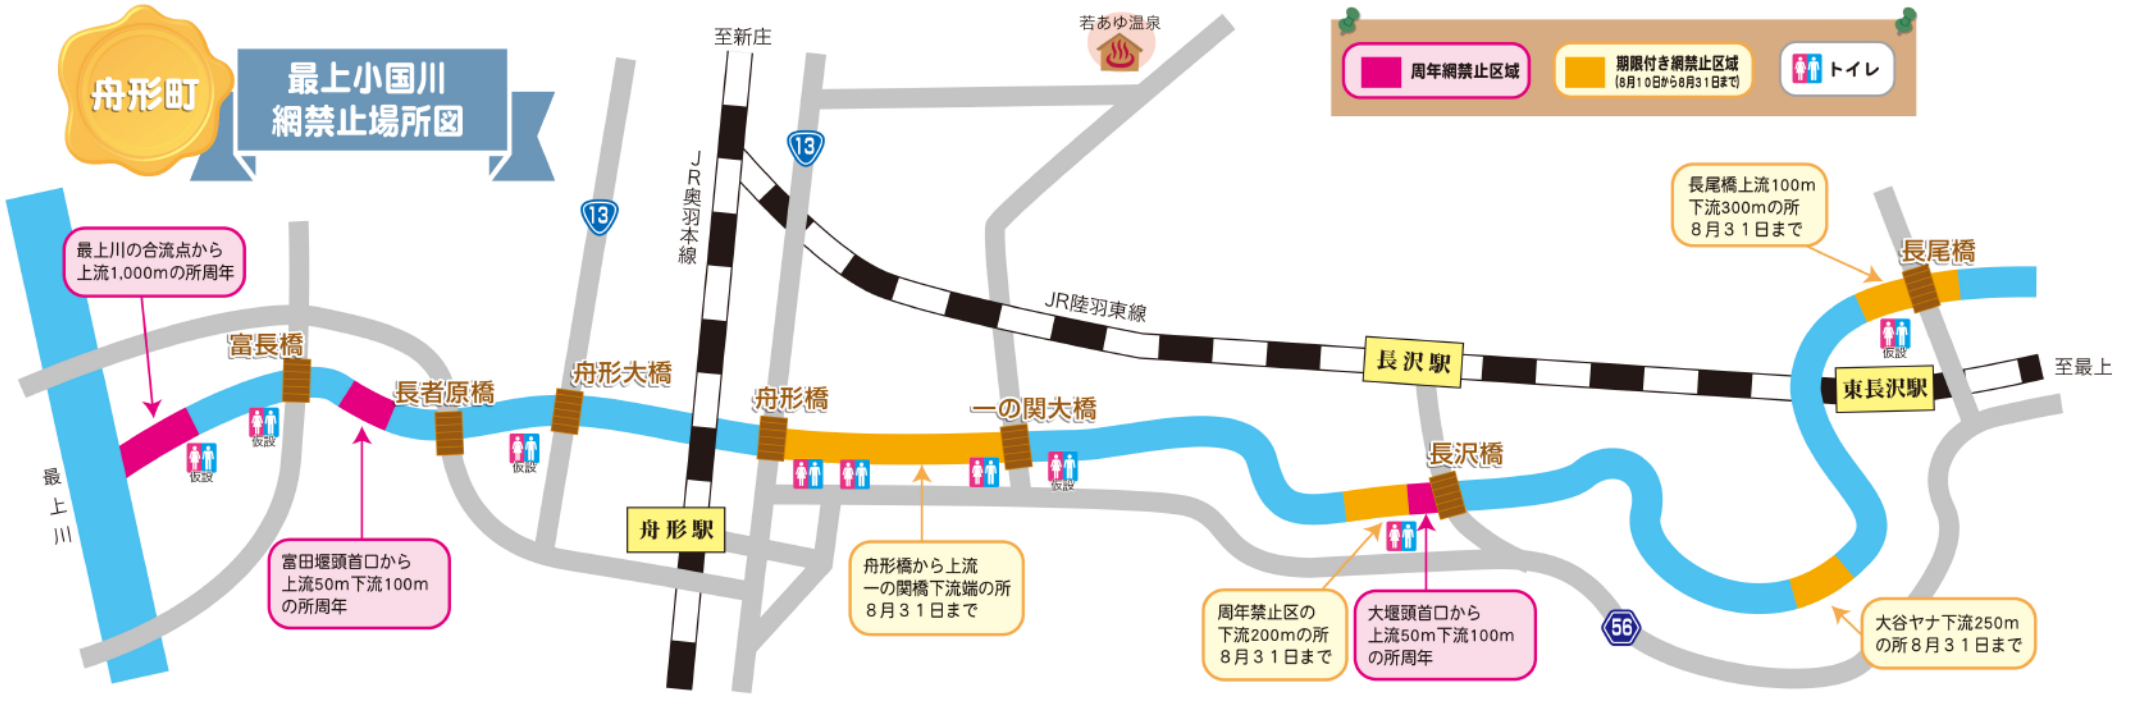 舟形町
最上小国川
網禁止場所図
至新庄
若あゆ温泉
周年網禁止区域
期限付き網禁止区域
(8月10日から8月31日まで)
トイレ
13
13
JR奥羽本線
最上川の合流点から
上流1,000mの所周年
長尾橋上流100m
下流300mの所
8月31日まで
長尾橋
仮設
JR陸羽東線
長沢駅
東長沢駅
至最上
富長橋
長者原橋
舟形大橋
舟形橋
一の関大橋
長沢橋
仮設
仮設
仮設
仮設
最上川
舟形駅
富田堰頭首口から
上流50m下流100m
の所周年
舟形橋から上流
一の関橋下流端の所
8月31日まで
周年禁止区の
下流200mの所
8月31日まで
大堰頭首口から
上流50m下流100m
の所周年
56
大谷ヤナ下流250m
の所8月31日まで